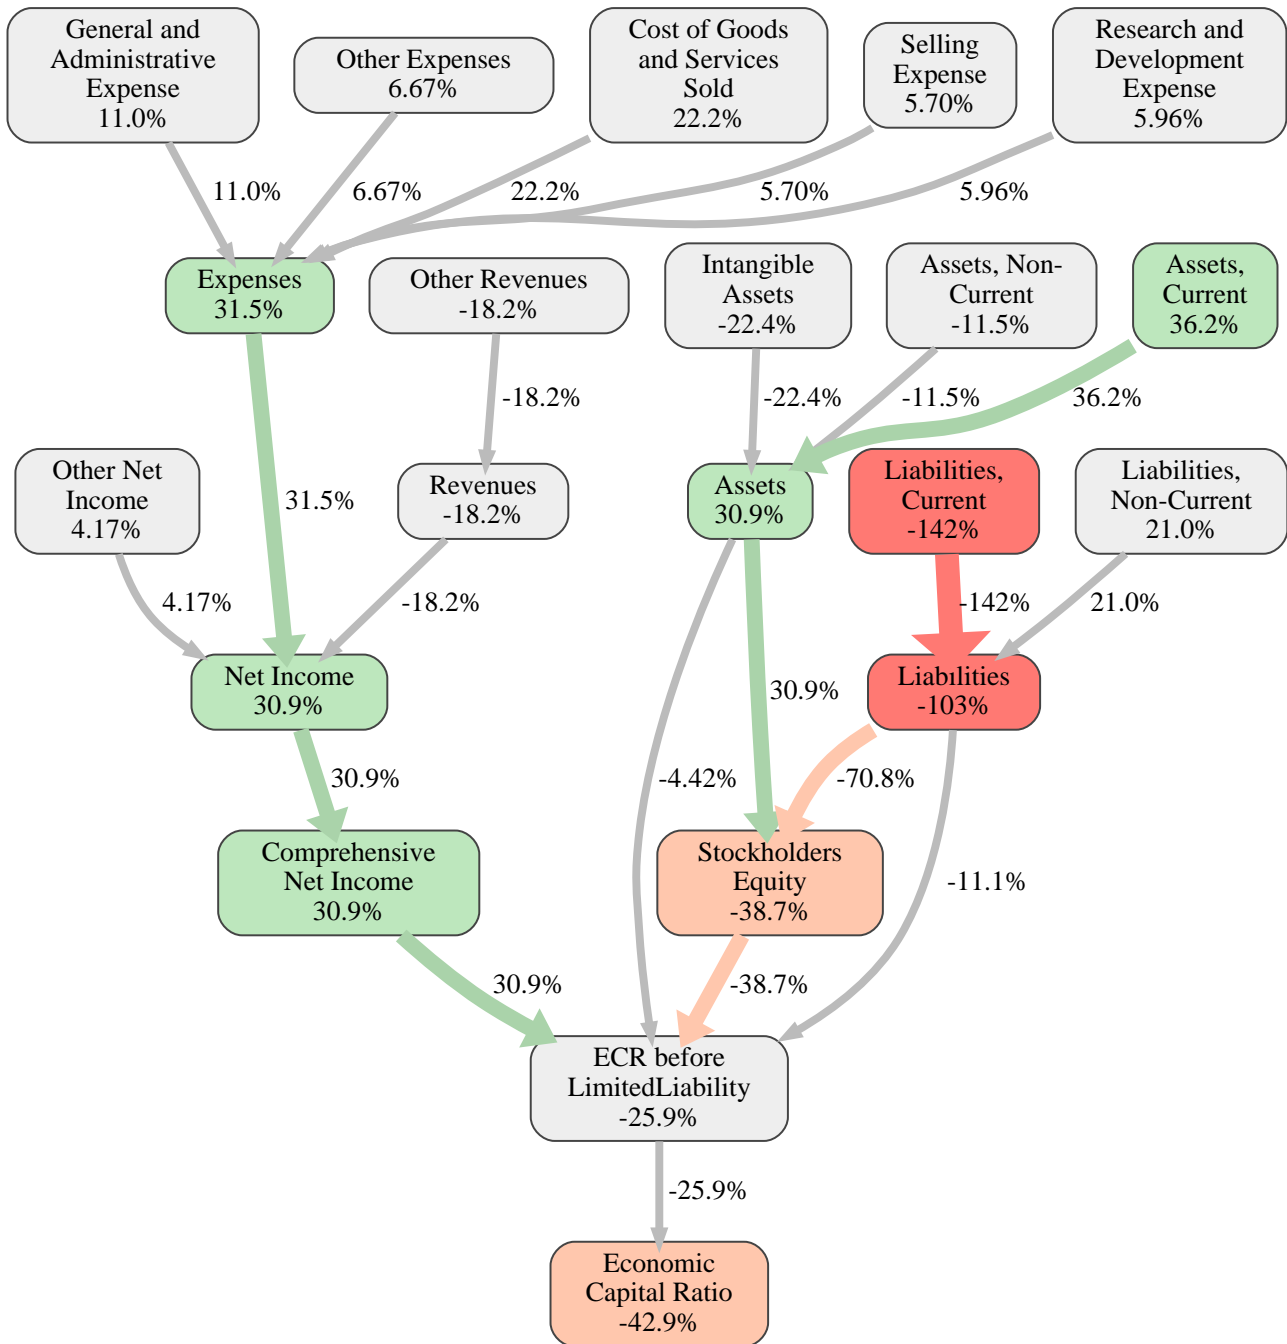 General and
Administrative
Expense
11.0%
Other Expenses
6.67%
Cost of Goods
and Services
Sold
22.2%
Selling
Expense
5.70%
Research and
Development
Expense
5.96%
11.0%
6.67%
22.2%
5.70%
5.96%
Expenses
31.5%
Other Revenues
-18.2%
Intangible
Assets
-22.4%
Assets, Non-
Current
-11.5%
Assets,
Current
36.2%
-18.2%
-22.4%
-11.5%
36.2%
Other Net
Income
4.17%
31.5%
Revenues
-18.2%
Assets
30.9%
Liabilities,
Current
-142%
Liabilities,
Non-Current
21.0%
4.17%
-18.2%
-142%
21.0%
Net Income
30.9%
30.9%
Liabilities
-103%
30.9%
-4.42%
-70.8%
Comprehensive
Net Income
30.9%
Stockholders
Equity
-38.7%
-11.1%
30.9%
-38.7%
ECR before
LimitedLiability
-25.9%
-25.9%
Economic
Capital Ratio
-42.9%